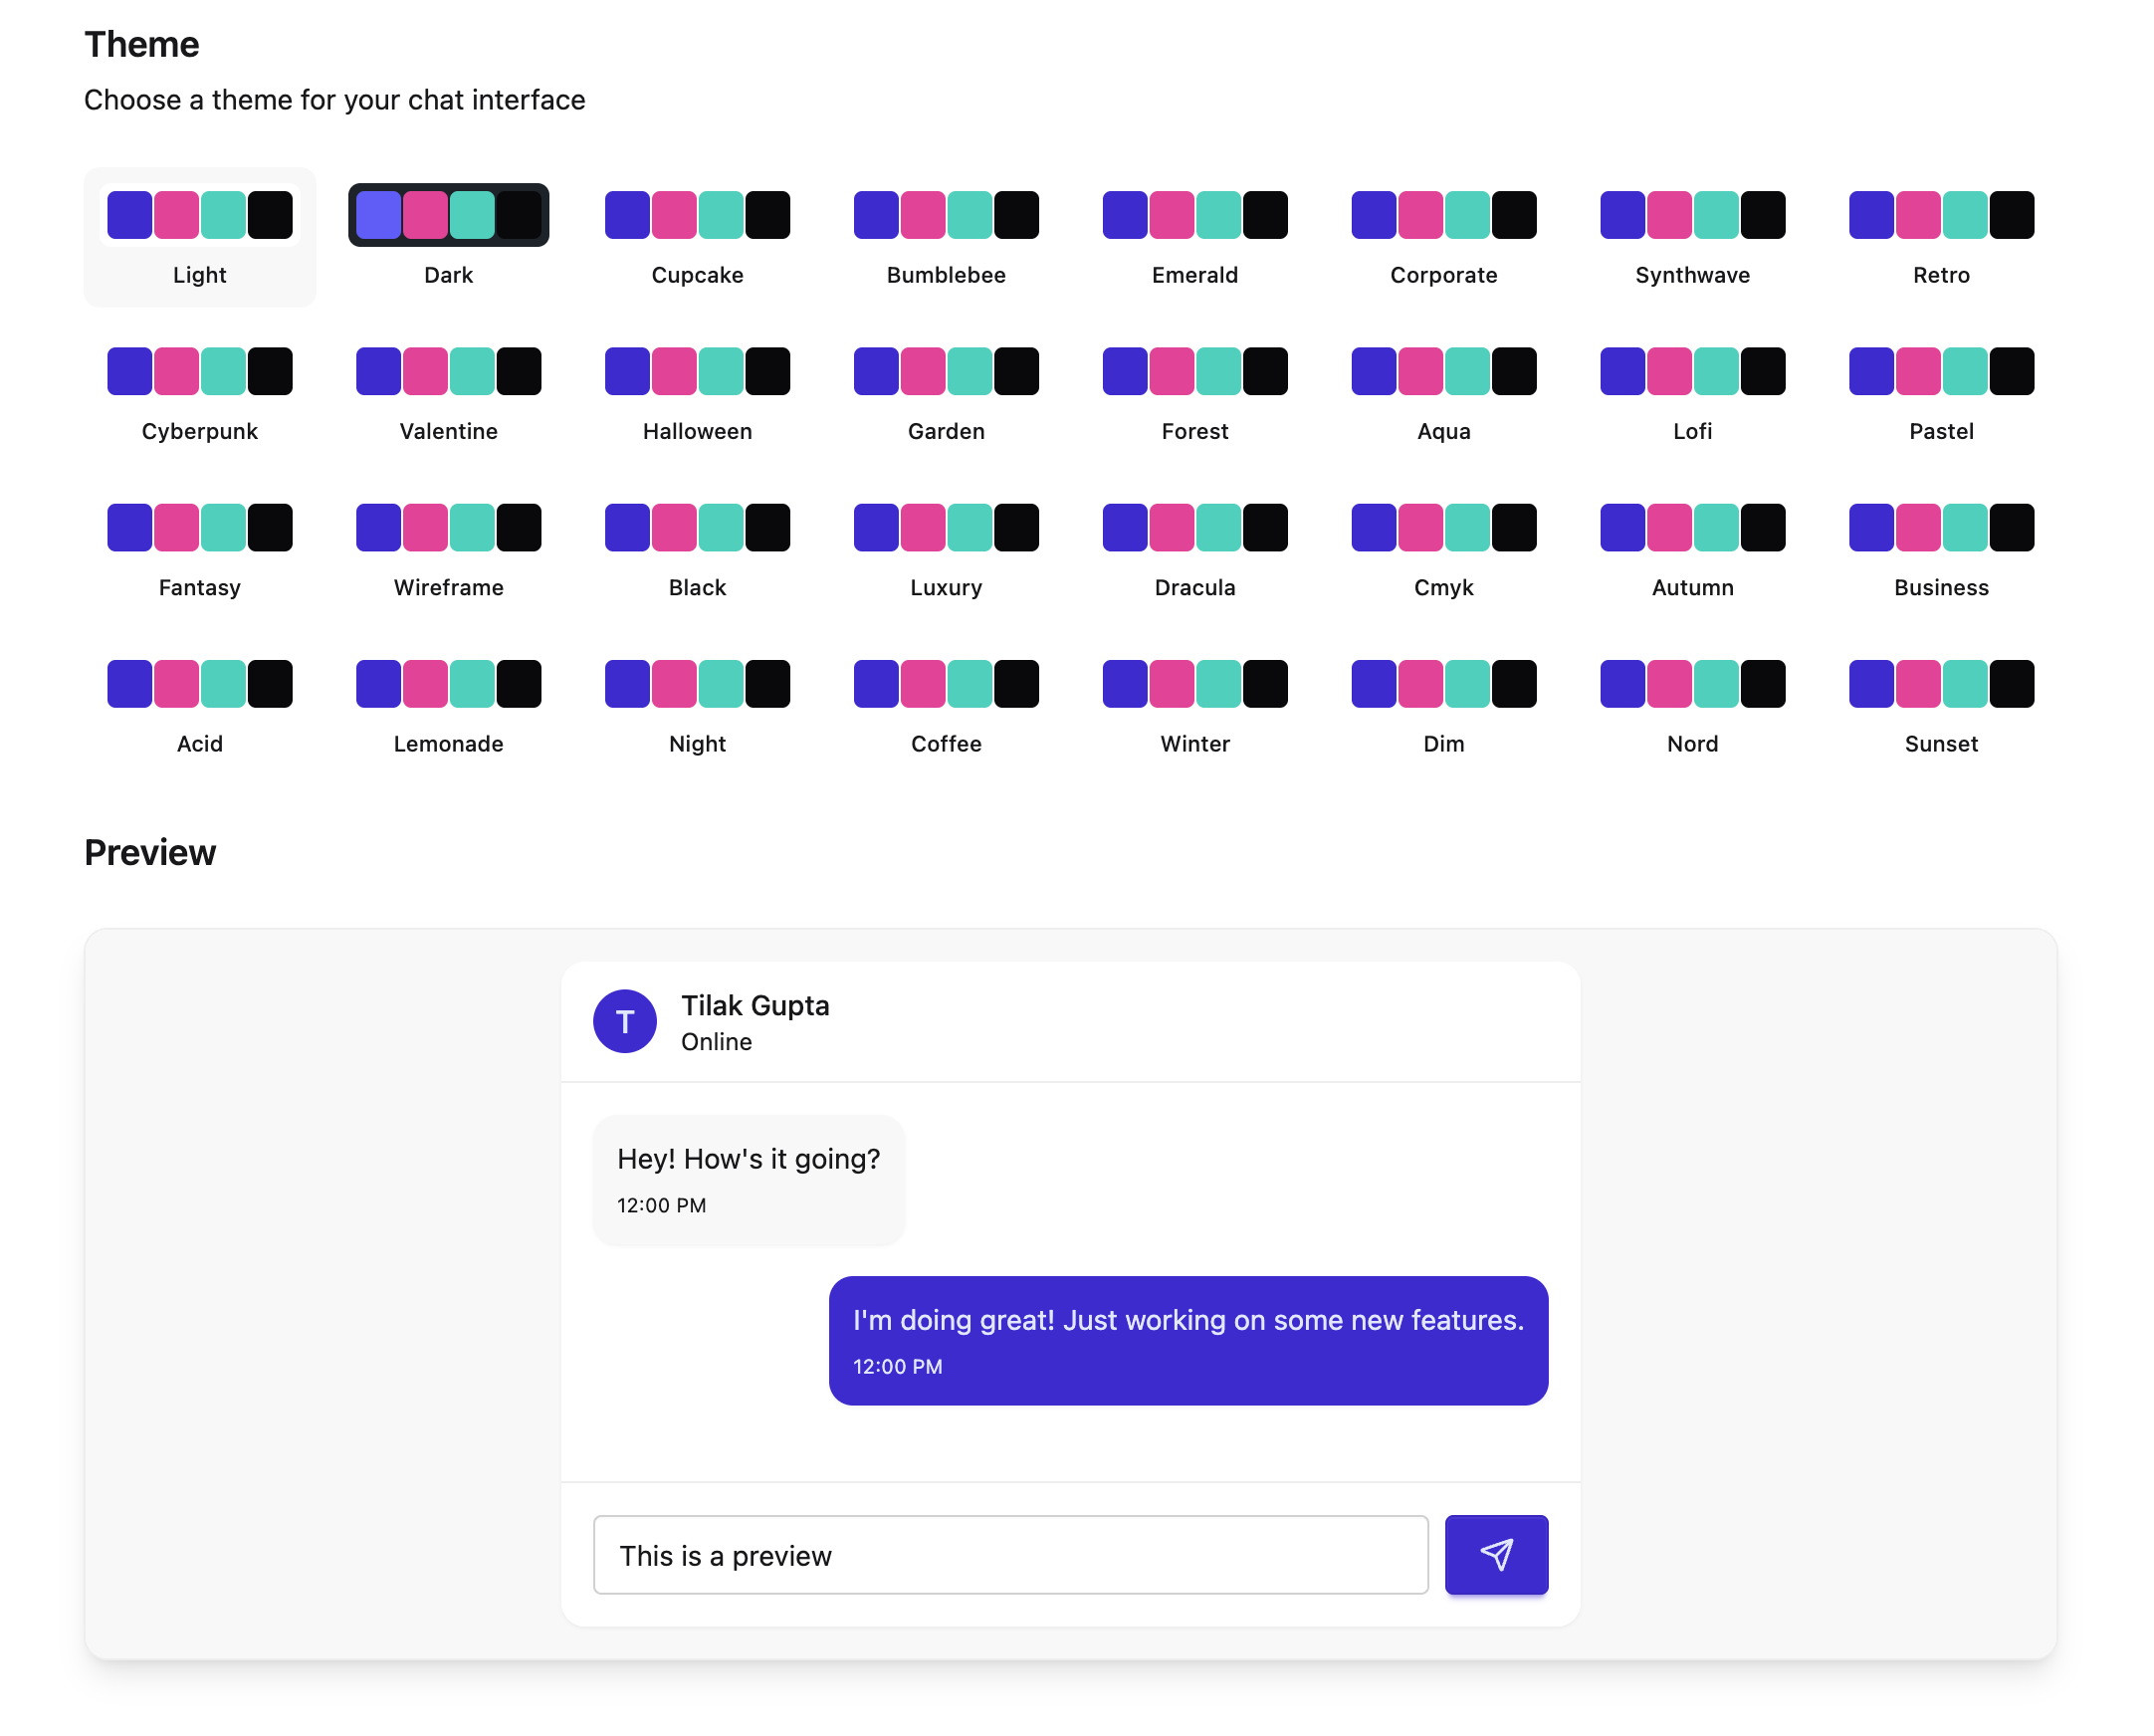 Theme
Choose a theme for your chat interface
Light Dark Cupcake Bumblebee Emerald Corporate Synthwave Retro
Cyberpunk Valentine Halloween Garden Forest Aqua Lofi Pastel
Fantasy Wireframe Black Luxury Dracula Cmyk Autumn Business
Acid Lemonade Night Coffee Winter Dim Nord Sunset
Preview
T
Tilak Gupta
Online
Hey! How's it going?
12:00 PM
I'm doing great! Just working on some new features.
12:00 PM
This is a preview